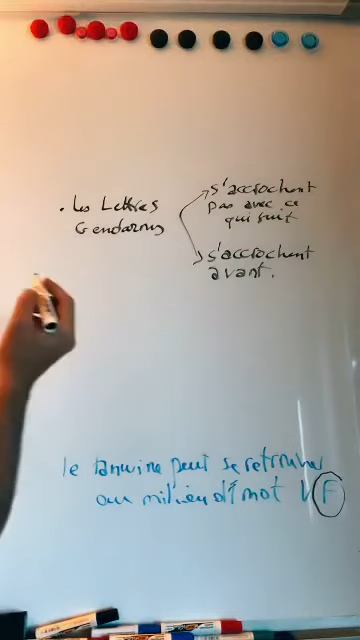 . Les Lettres
Gendarmes
s'accrochent
pas avec ce
qui suit
s'accrochent
avant.
le tanwine peut se retrouver
au milieu d'1 mot V F